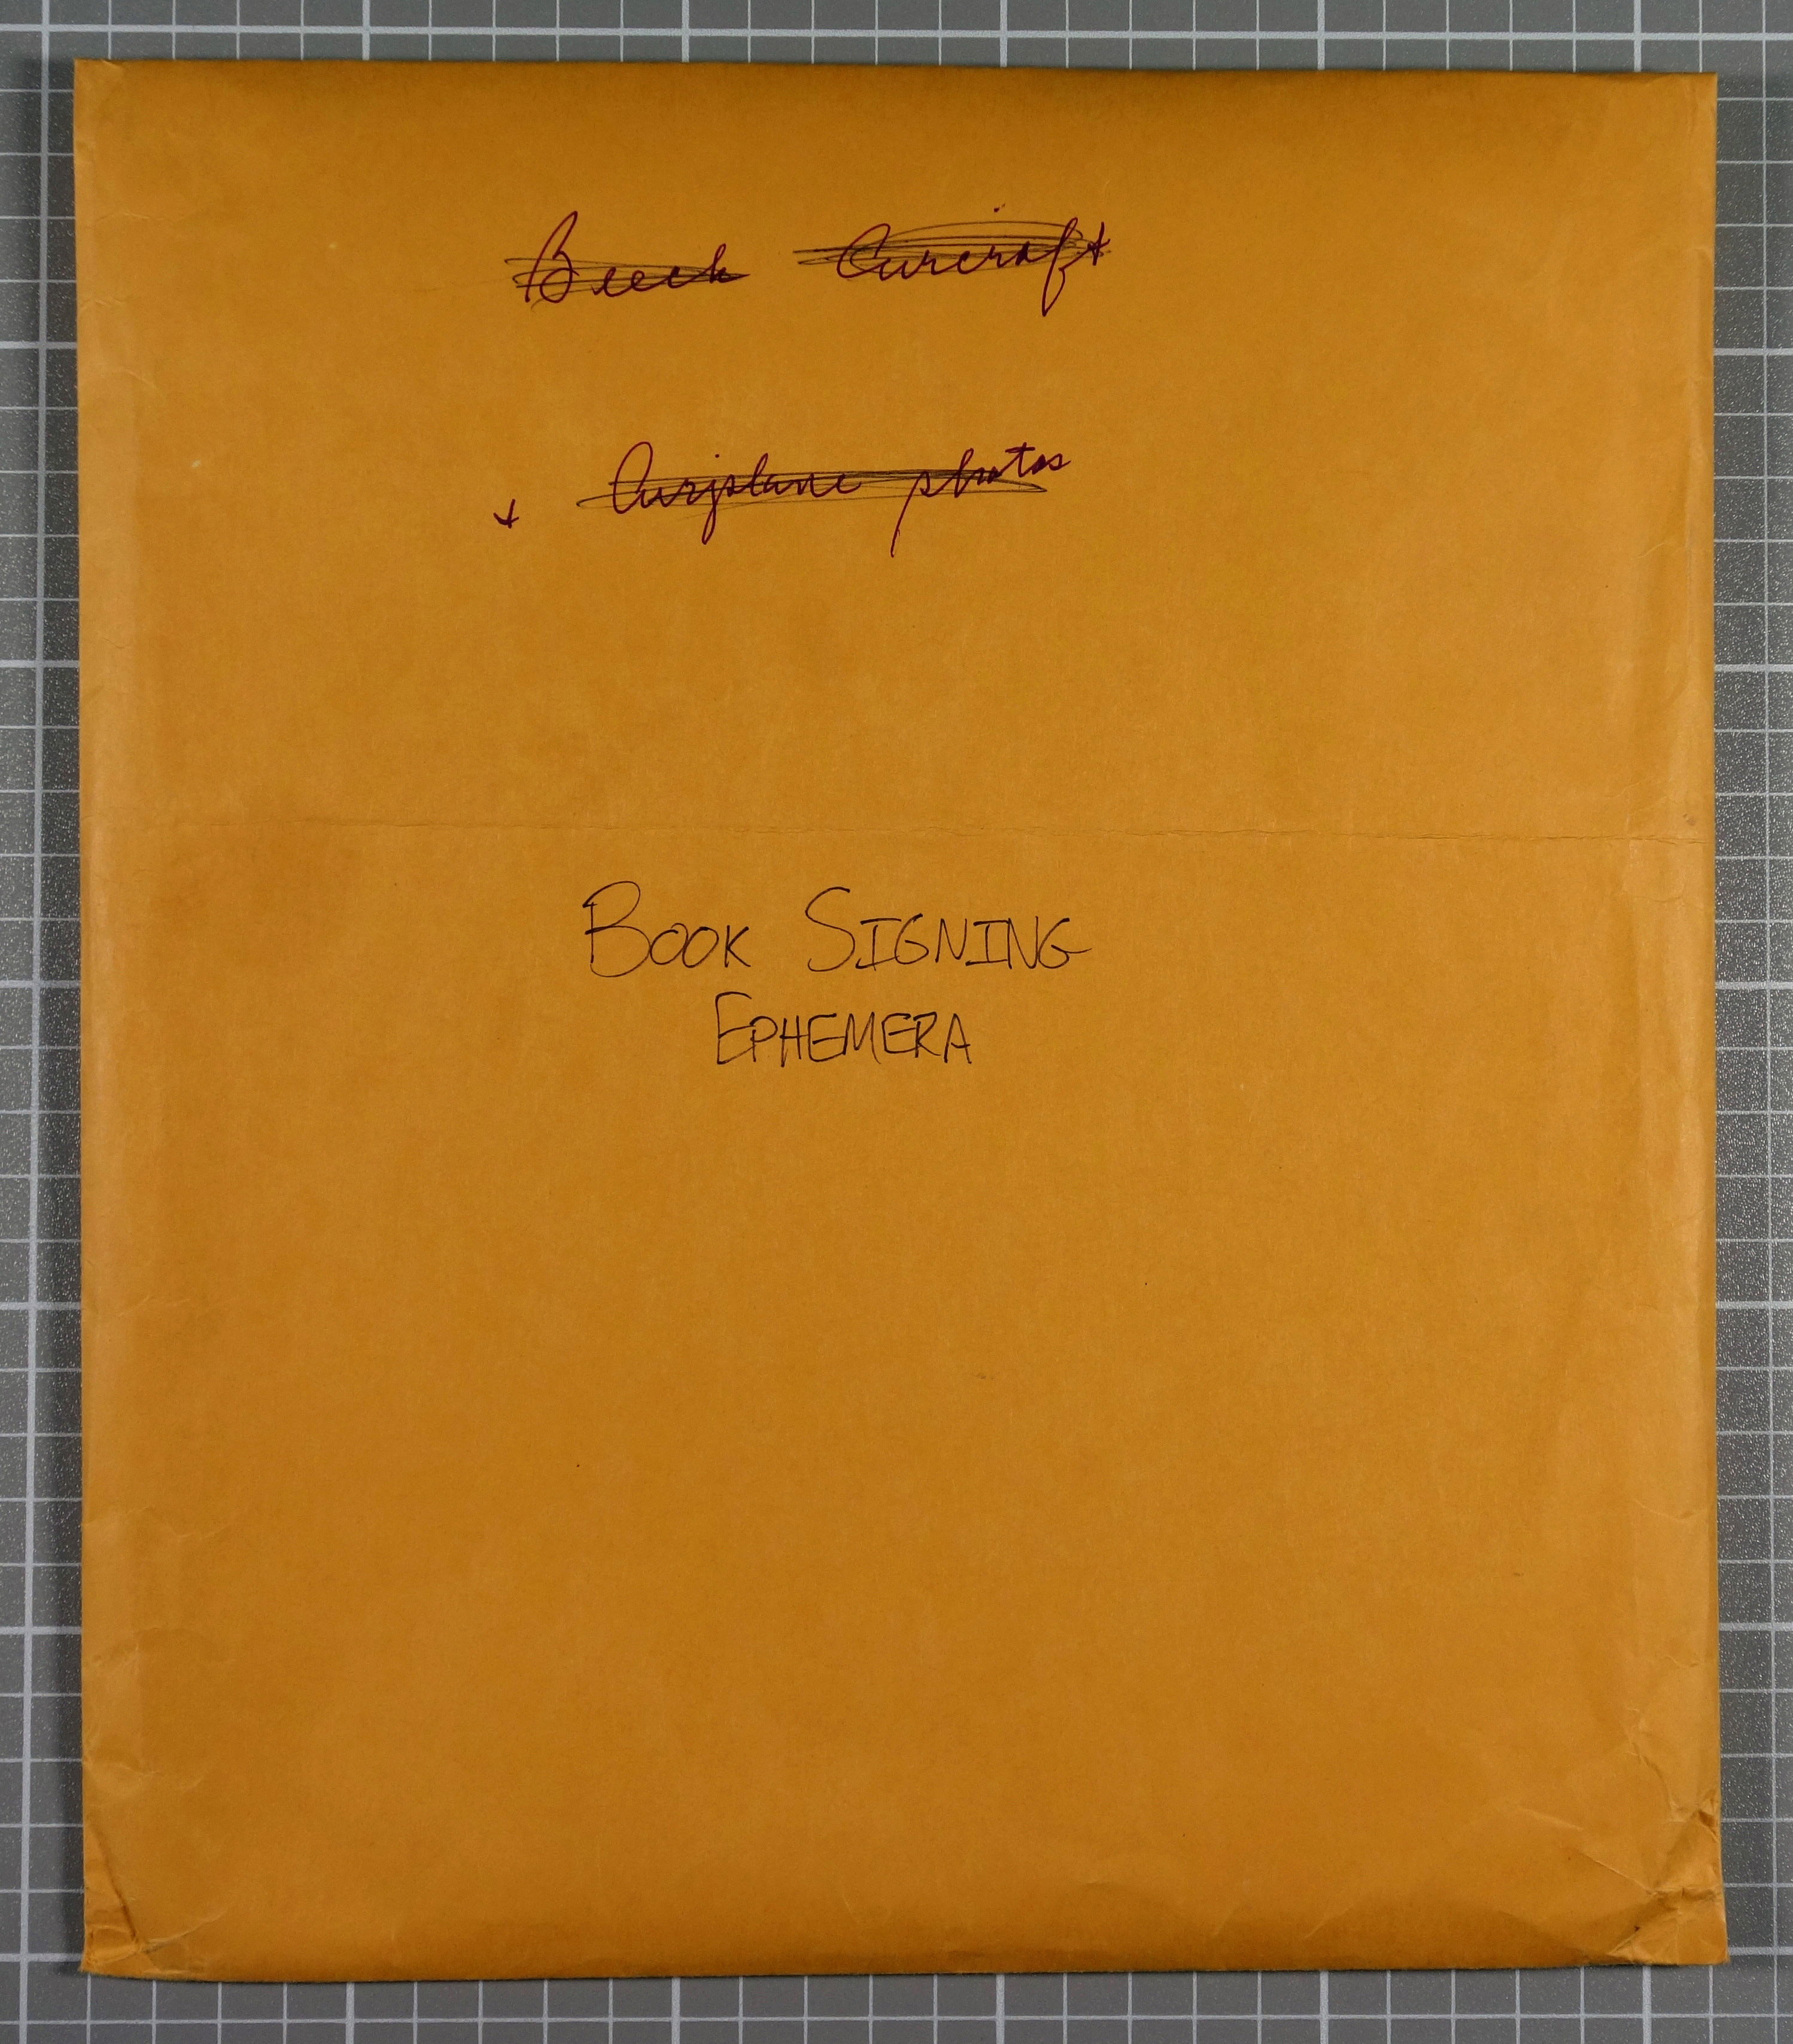 Beech Aircraft
+ Airplane photos
BOOK SIGNING
EPHEMERA